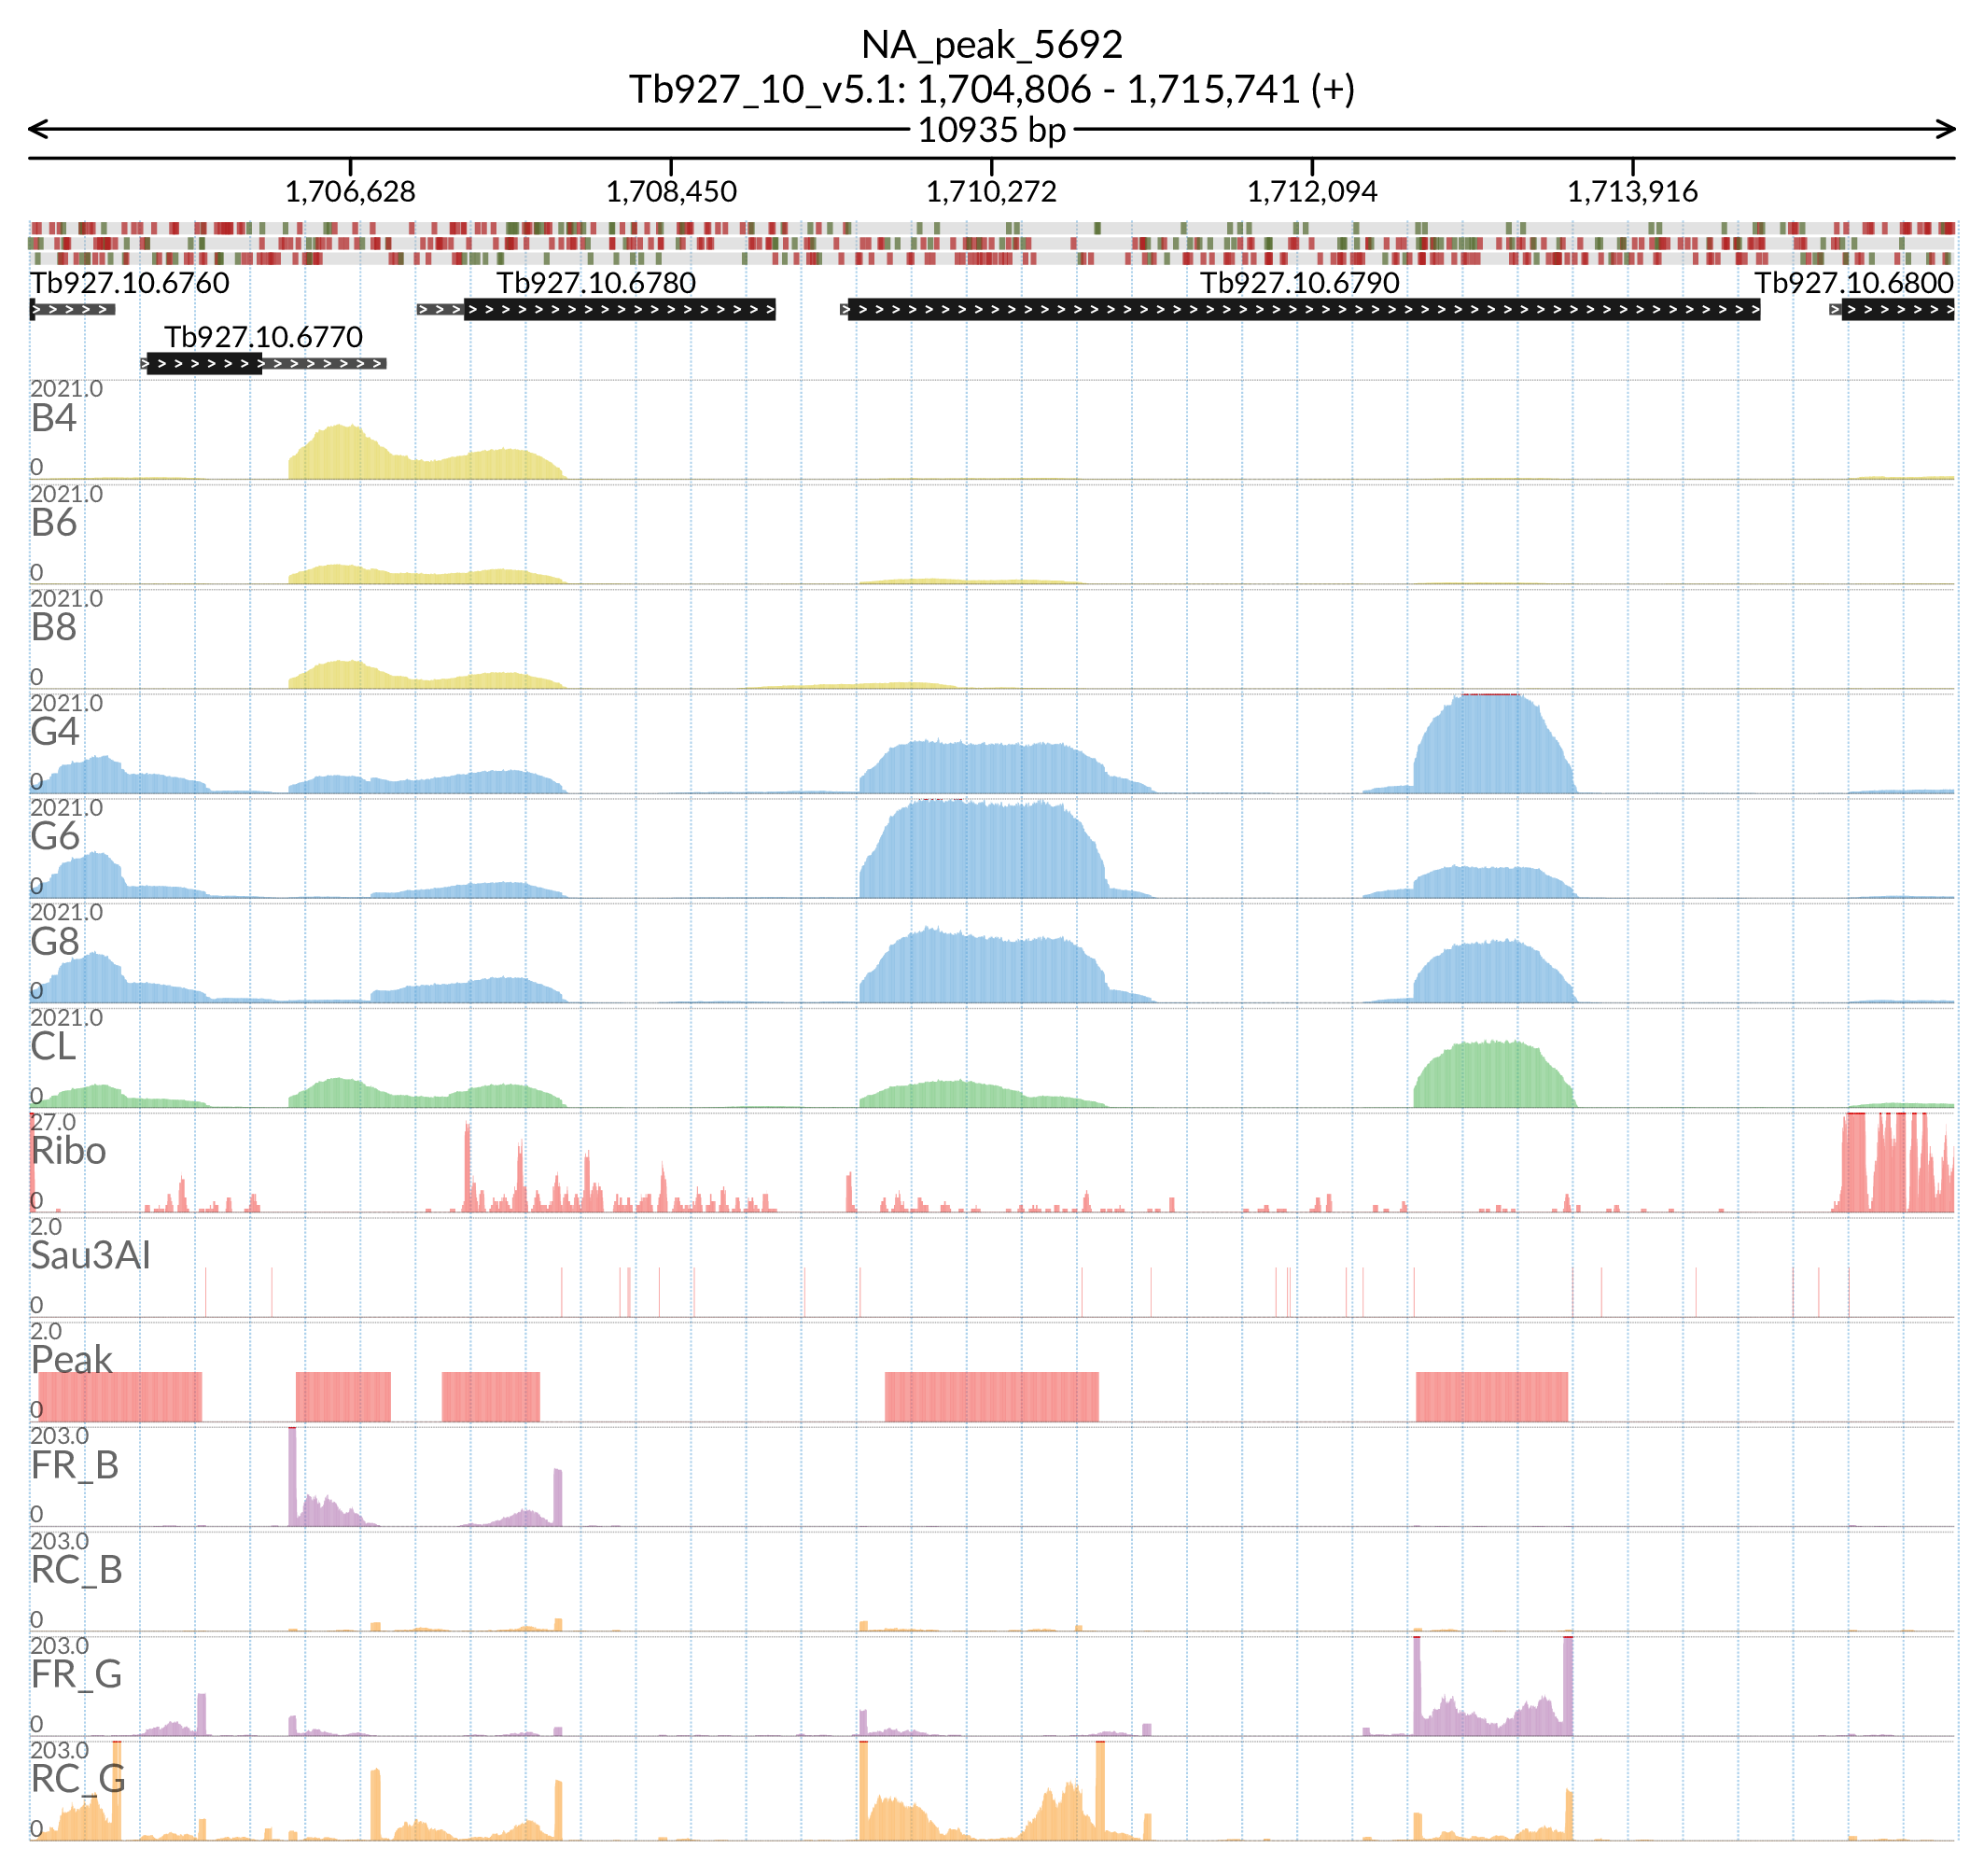 NA_peak_5692
Tb927_10_v5.1: 1,704,806 - 1,715,741 (+)
10935 bp
1,706,628 1,708,450 1,710,272 1,712,094 1,713,916
Tb927.10.6760 Tb927.10.6780 Tb927.10.6790 Tb927.10.6800
Tb927.10.6770
2021.0
B4
0
2021.0
B6
0
2021.0
B8
0
2021.0
G4
0
2021.0
G6
0
2021.0
G8
0
2021.0
CL
0
27.0
Ribo
0
2.0
Sau3AI
0
2.0
Peak
0
203.0
FR_B
0
203.0
RC_B
0
203.0
FR_G
0
203.0
RC_G
0